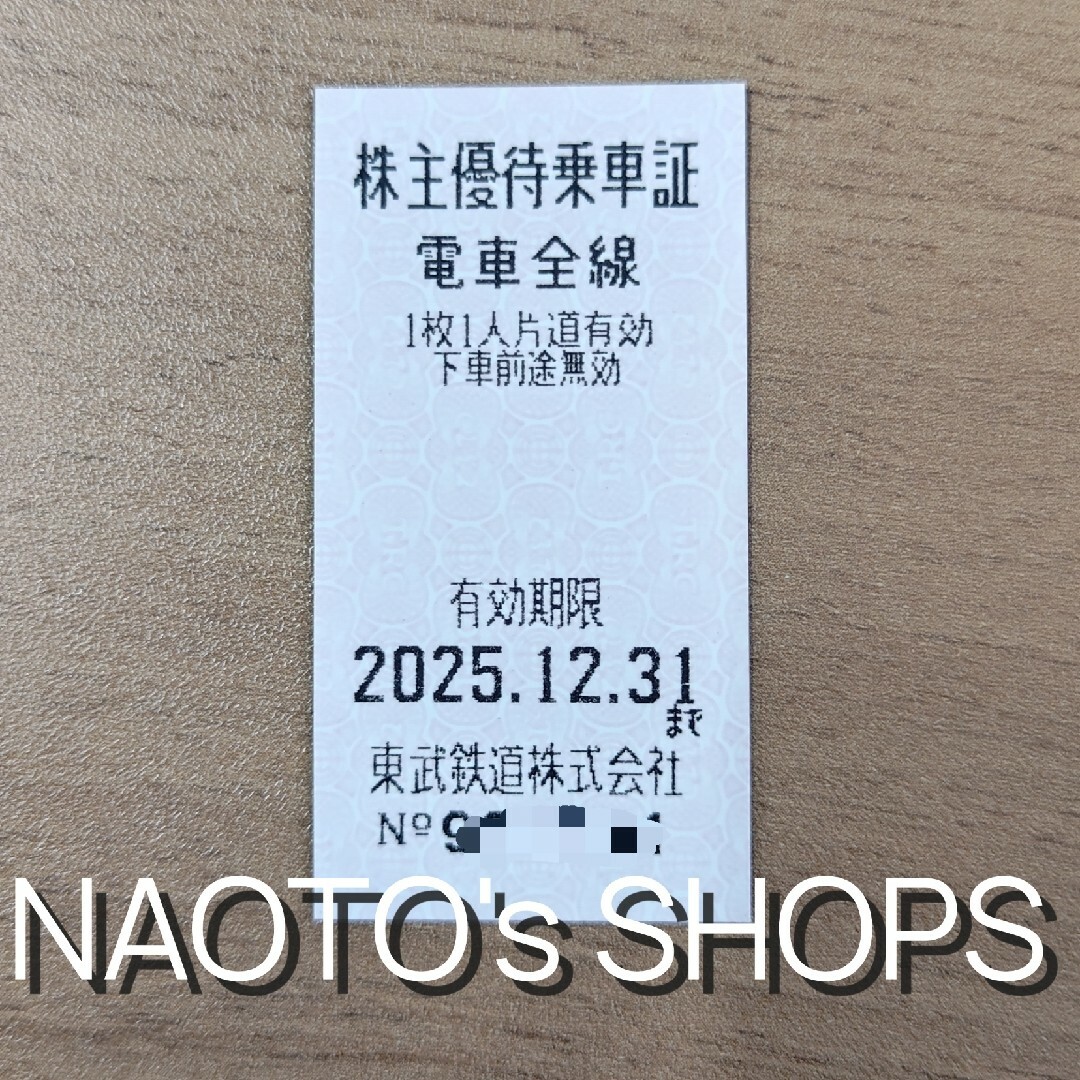 株主優待乗車証
電車全線
1枚1人片道有効
下車前途無効
有効期限
2025.12.31
まで
東武鉄道株式会社
Nº
NAOTO's SHOPS